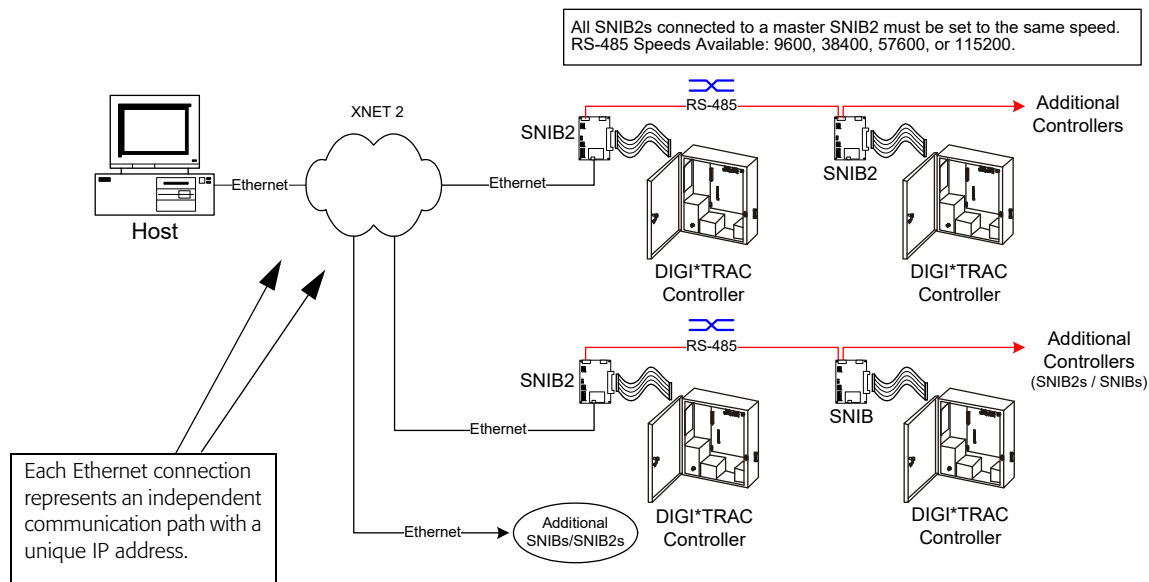 All SNIB2s connected to a master SNIB2 must be set to the same speed.
RS-485 Speeds Available: 9600, 38400, 57600, or 115200.
XNET 2
RS-485
Additional
Controllers
SNIB2
SNIB2
Ethernet
Ethernet
Host
DIGI*TRAC
Controller
DIGI*TRAC
Controller
RS-485
Additional
Controllers
(SNIB2s / SNIBs)
SNIB2
SNIB
Ethernet
Each Ethernet connection
represents an independent
communication path with a
unique IP address.
Ethernet
Additional
SNIBs/SNIB2s
DIGI*TRAC
Controller
DIGI*TRAC
Controller